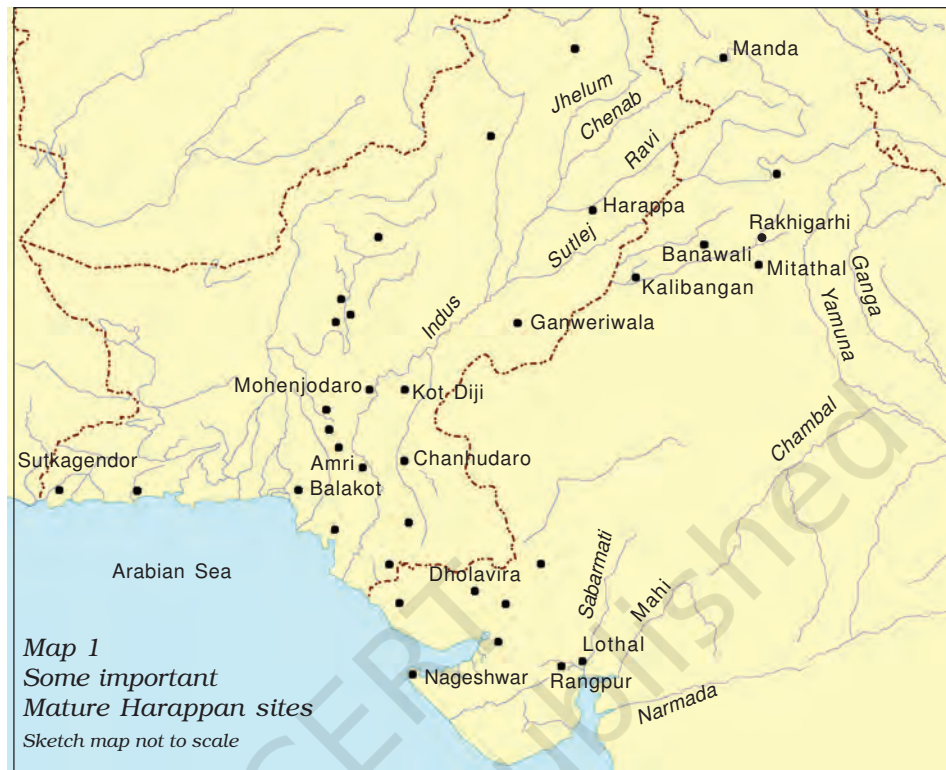 Manda
Jhelum
Chenab
Ravi
Harappa
Sutlej
Rakhigarhi
Banawali
Mitathal
Kalibangan
Ganga
Yamuna
Indus
Ganweriwala
Mohenjodaro
Kot Diji
Chambal
Sutkagendor
Amri
Chanhudaro
Balakot
Arabian Sea
Dholavira
Sabarmati
Mahi
Lothal
Nageshwar
Rangpur
Narmada
Map 1
Some important
Mature Harappan sites
Sketch map not to scale